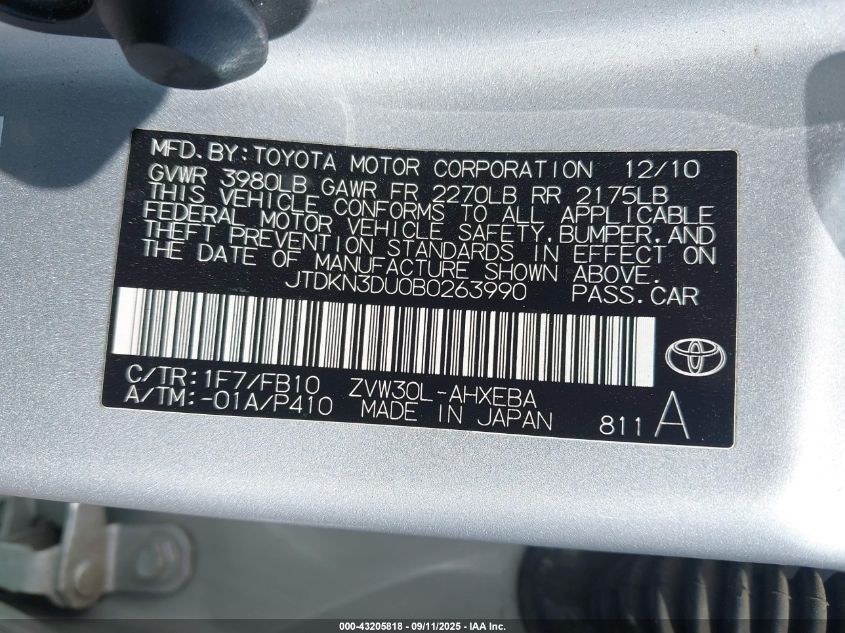 MFD. BY: TOYOTA MOTOR CORPORATION 12/10
GVWR 3980LB GAWR FR 2270LB RR 2175LB
THIS VEHICLE CONFORMS TO ALL APPLICABLE
FEDERAL MOTOR VEHICLE SAFETY, BUMPER, AND
THEFT PREVENTION STANDARDS IN EFFECT ON
THE DATE OF MANUFACTURE SHOWN ABOVE.
JTDKN3DU0B0263990 PASS. CAR
C/TR: 1F7/FB10 ZVW30L-AHXEBA
A/TM: -01A/P410 MADE IN JAPAN 811 A
000-43205818 - 09/11/2025 - IAA Inc.